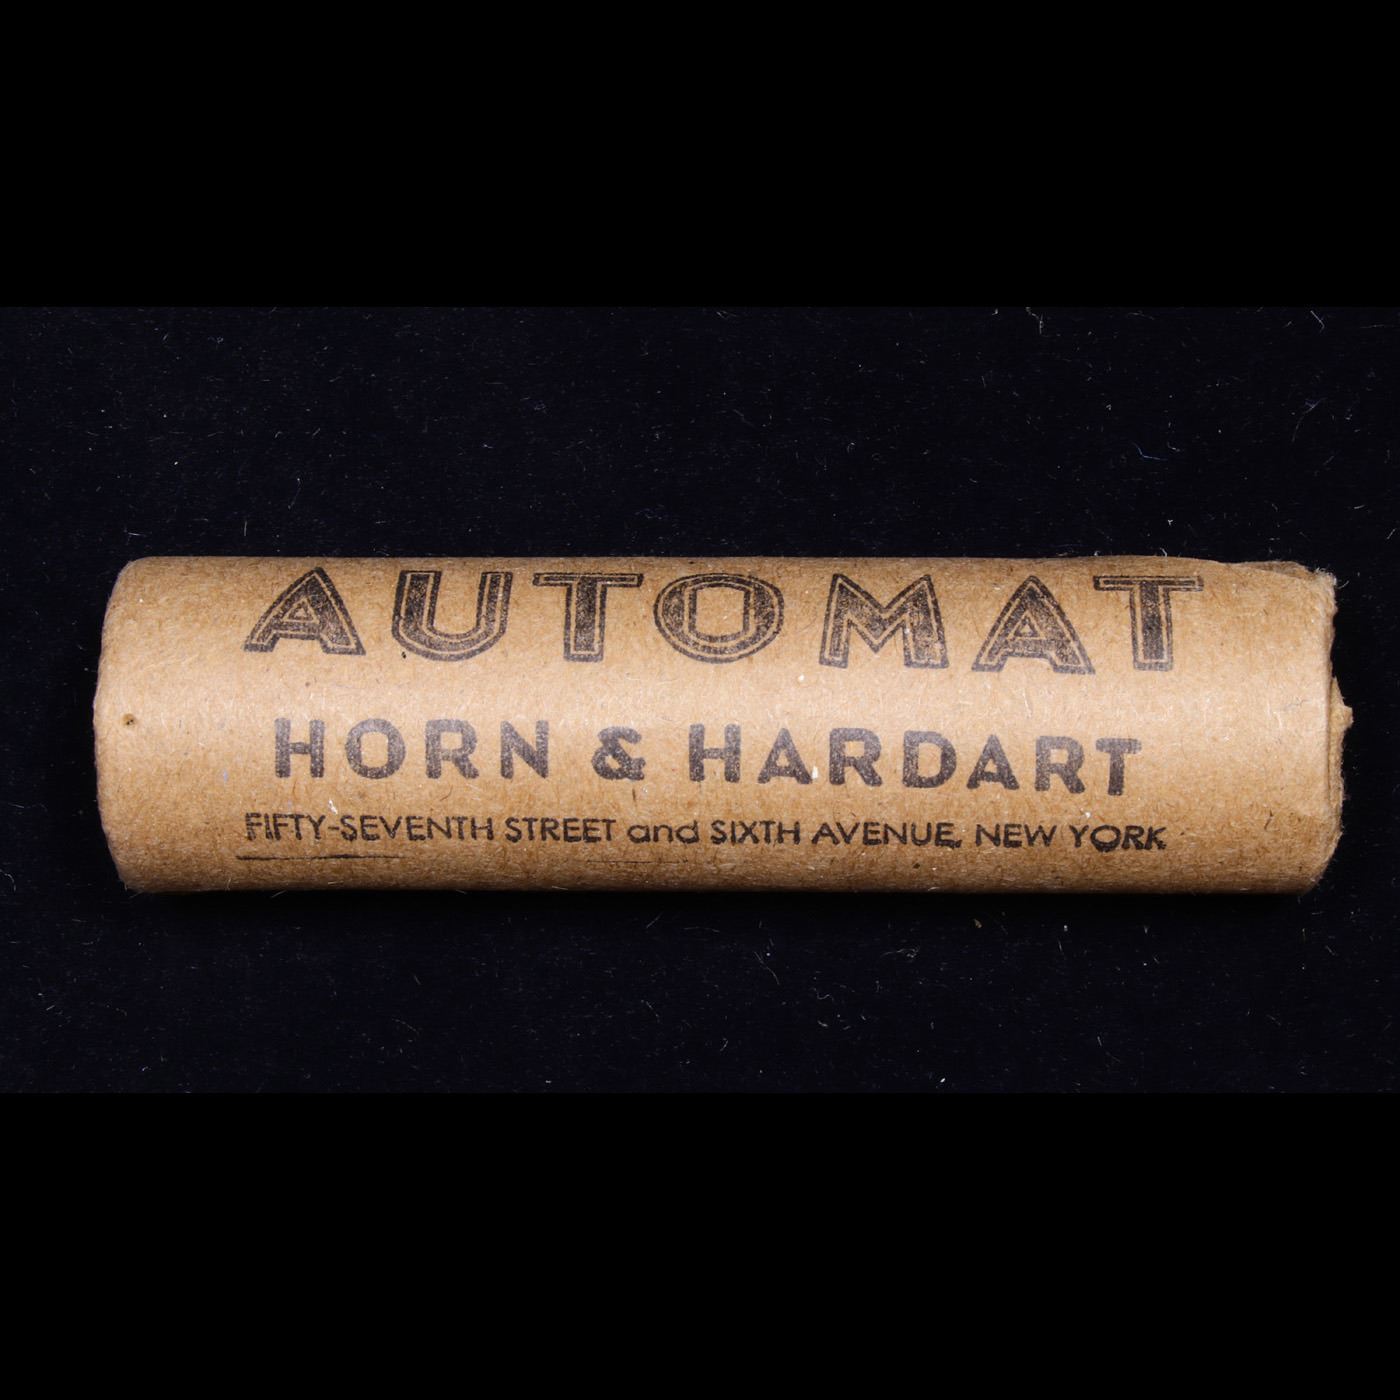 AUTOMAT
HORN & HARDART
FIFTY-SEVENTH STREET and SIXTH AVENUE, NEW YORK